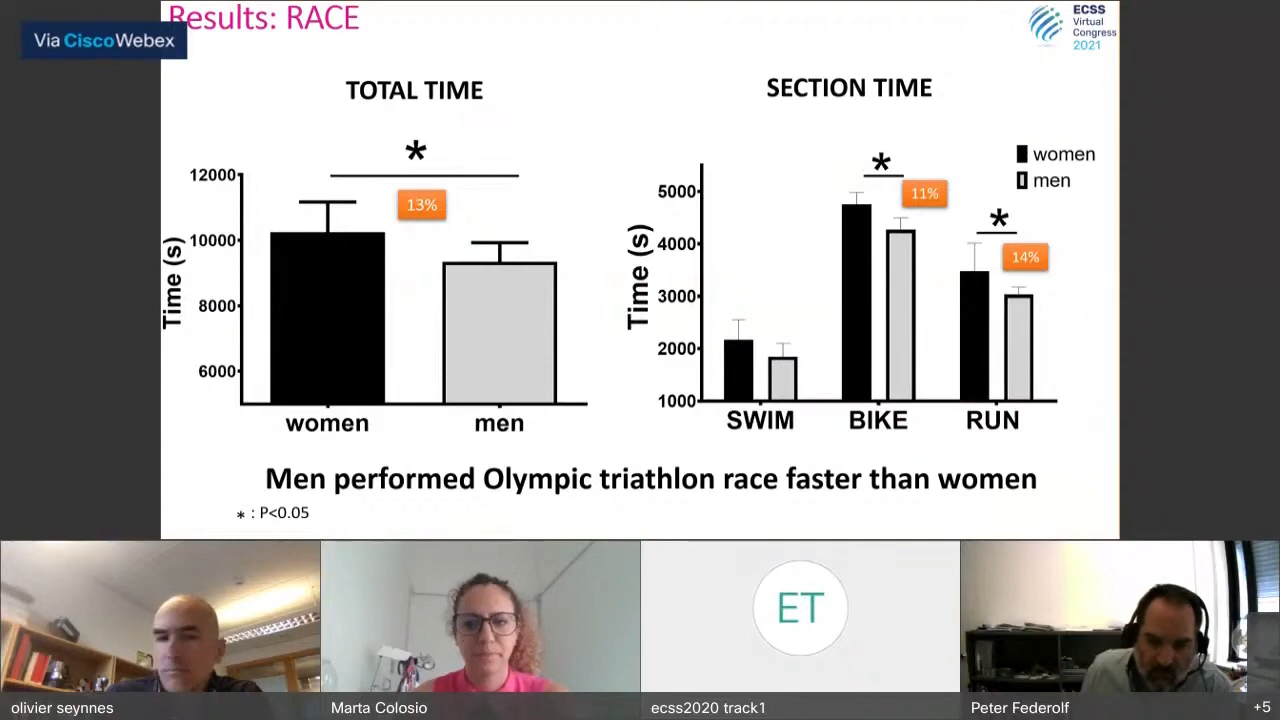 Results: RACE
Via Cisco Webex
ECSS
Virtual
Congress
2021
TOTAL TIME
*
13%
12000
10000
8000
6000
Time (s)
women
men
SECTION TIME
women
men
*
11%
*
14%
5000
4000
3000
2000
1000
Time (s)
SWIM
BIKE
RUN
Men performed Olympic triathlon race faster than women
* : P<0.05
ET
olivier seynnes
Marta Colosio
ecss2020 track1
Peter Federolf
+5